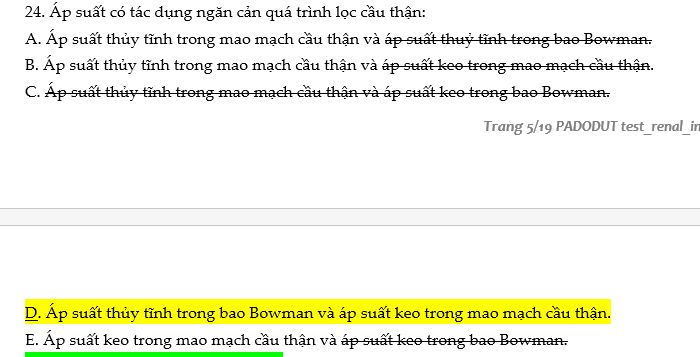 24. Áp suất có tác dụng ngăn cản quá trình lọc cầu thận:
A. Áp suất thủy tĩnh trong mao mạch cầu thận và áp suất thuỷ tĩnh trong bao Bowman.
B. Áp suất thủy tĩnh trong mao mạch cầu thận và áp suất keo trong mao mạch cầu thận.
C. Áp suất thủy tĩnh trong mao mạch cầu thận và áp suất keo trong bao Bowman.
Trang 5/19 PADODUT test_renal_in
D. Áp suất thủy tĩnh trong bao Bowman và áp suất keo trong mao mạch cầu thận.
E. Áp suất keo trong mao mạch cầu thận và áp suất keo trong bao Bowman.